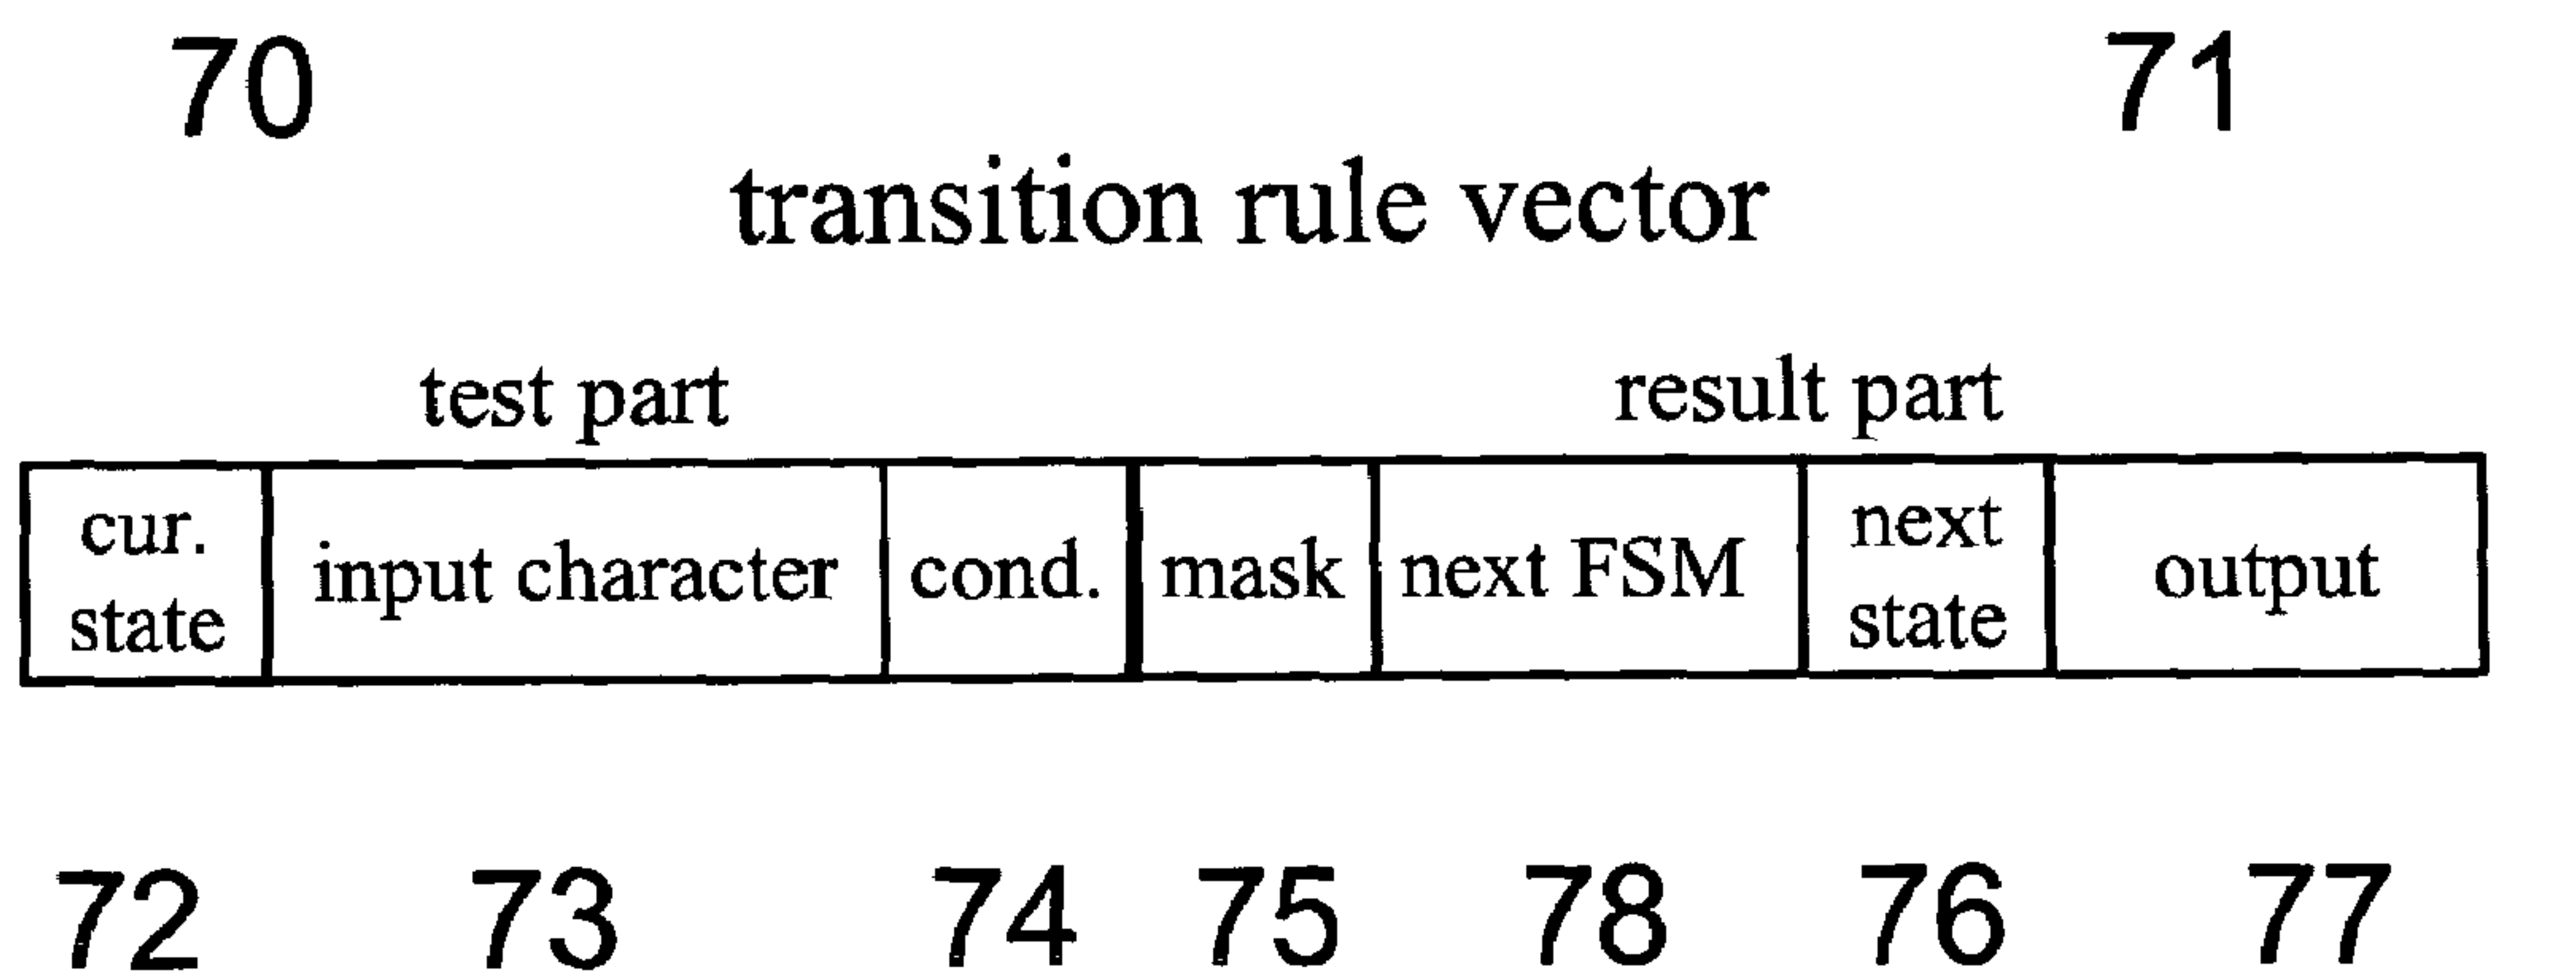 70 71
transition rule vector
test part result part
cur. state input character cond. mask next FSM next state output
72 73 74 75 78 76 77